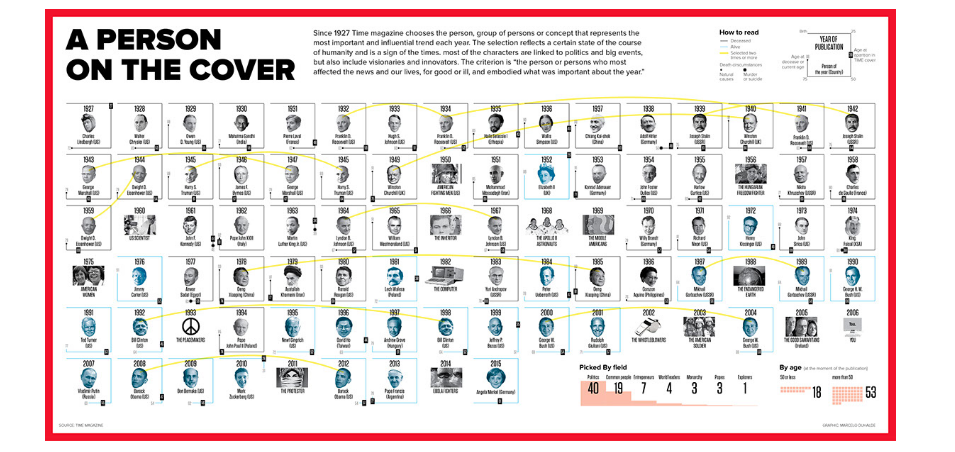 A PERSON
ON THE COVER
Since 1927 Time magazine chooses the person, group of persons or concept that represents the
most important and influential trend each year. The selection reflects a certain state of the course
of humanity and is a sign of the times. most of the characters are linked to politics and big events,
but also include visionaries and innovators. The criterion is "the person or persons who most
affected the news and our lives, for good or ill, and embodied what was important about the year."
How to read
Deceased
Alive
Selected two
times or more
Death circumstances
Natural
causes
Murder
or suicide
YEAR OF
PUBLICATION
Person of
the year (Country)
1927 1928 1929 1930 1931 1932 1933 1934 1935 1936 1937 1938 1939 1940 1941 1942
Charles Lindbergh (US)
Walter Chrysler (US)
Owen D. Young (US)
Mahatma Gandhi (India)
Pierre Laval (France)
Franklin D. Roosevelt (US)
Hugh S. Johnson (US)
Franklin D. Roosevelt (US)
Haile Selassie I (Ethiopia)
Wallis Simpson (US)
Chiang Kai-shek (China)
Adolf Hitler (Germany)
Joseph Stalin (USSR)
Winston Churchill (UK)
Franklin D. Roosevelt (US)
Joseph Stalin (USSR)
1943 1944 1945 1946 1947 1945 1949 1950 1951 1952 1953 1954 1955 1956 1957 1958
George Marshall (US)
Dwight D. Eisenhower (US)
Harry S. Truman (US)
James F. Byrnes (US)
George Marshall (US)
Harry S. Truman (US)
Winston Churchill (UK)
AMERICAN FIGHTING MEN (US)
Mohammad Mossadegh (Iran)
Elizabeth II (UK)
Konrad Adenauer (Germany)
John Foster Dulles (US)
Harlow Curtice (US)
THE HUNGARIAN FREEDOM FIGHTER
Nikita Khrushchev (USSR)
Charles de Gaulle (France)
1959 1960 1961 1962 1963 1964 1965 1966 1967 1968 1969 1970 1971 1972 1973 1974
Dwight D. Eisenhower (US)
US SCIENTIST
John F. Kennedy (US)
Pope John XXIII (Italy)
Martin Luther King Jr. (US)
Lyndon B. Johnson (US)
William Westmoreland (US)
THE INHERITOR
Lyndon B. Johnson (US)
THE APOLLO 8 ASTRONAUTS
THE MIDDLE AMERICANS
Willy Brandt (Germany)
Richard Nixon (US)
Henry Kissinger (US)
John Sirica (US)
King Faisal (KSA)
1976 1976 1977 1978 1979 1980 1981 1982 1983 1984 1985 1986 1987 1988 1989 1990
AMERICAN WOMEN
Jimmy Carter (US)
Anwar Sadat (Egypt)
Deng Xiaoping (China)
Ayatollah Khomeini (Iran)
Ronald Reagan (US)
Lech Walesa (Poland)
THE COMPUTER
Yuri Andropov (USSR)
Peter Ueberroth (US)
Deng Xiaoping (China)
Corazon Aquino (Philippines)
Mikhail Gorbachev (USSR)
THE ENDANGERED EARTH
Mikhail Gorbachev (USSR)
George H. W. Bush (US)
1991 1992 1993 1994 1995 1996 1997 1998 1999 2000 2001 2002 2003 2004 2005 2006
Ted Turner (US)
Bill Clinton (US)
THE PEACEMAKERS
Pope John Paul II (Poland)
Newt Gingrich (US)
David Ho (Taiwan)
Andrew Grove (Hungary)
Bill Clinton (US)
Jeffrey P. Bezos (US)
George W. Bush (US)
Rudolph Giuliani (US)
THE WHISTLEBLOWERS
THE AMERICAN SOLDIER
George W. Bush (US)
THE GOOD SAMARITANS
YOU
2007 2008 2009 2010 2011 2012 2013 2014 2015
Vladimir Putin (Russia)
Barack Obama (US)
Ben Bernanke (US)
Mark Zuckerberg (US)
THE PROTESTER
Barack Obama (US)
Pope Francis (Argentina)
EBOLA FIGHTERS
Angela Merkel (Germany)
Picked By field
Politics Common people Entrepreneurs World leaders Monarchy Popes Explorers
40 19 7 4 3 3 1
By age (at the moment of the publication)
50 or less
18
more than 50
53
SOURCE: TIME MAGAZINE
GRAPHIC: MARCELO DUHALDE